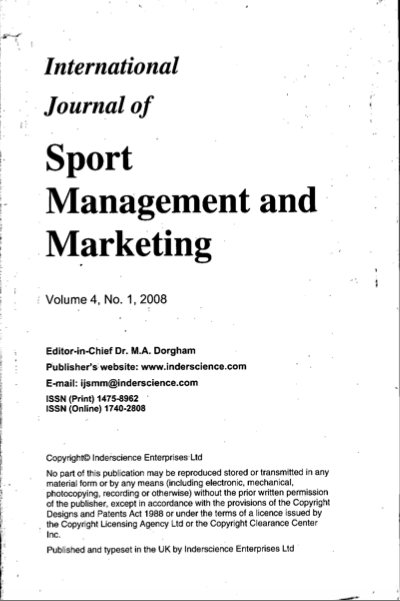 International
Journal of
Sport
Management and
Marketing
Volume 4, No. 1, 2008
Editor-in-Chief Dr. M.A. Dorgham
Publisher's website: www.inderscience.com
E-mail: ijsmm@inderscience.com
ISSN (Print) 1475-8962
ISSN (Online) 1740-2808
Copyright© Inderscience Enterprises Ltd
No part of this publication may be reproduced stored or transmitted in any
material form or by any means (including electronic, mechanical,
photocopying, recording or otherwise) without the prior written permission
of the publisher, except in accordance with the provisions of the Copyright
Designs and Patents Act 1988 or under the terms of a licence issued by
the Copyright Licensing Agency Ltd or the Copyright Clearance Center
Inc.
Published and typeset in the UK by Inderscience Enterprises Ltd